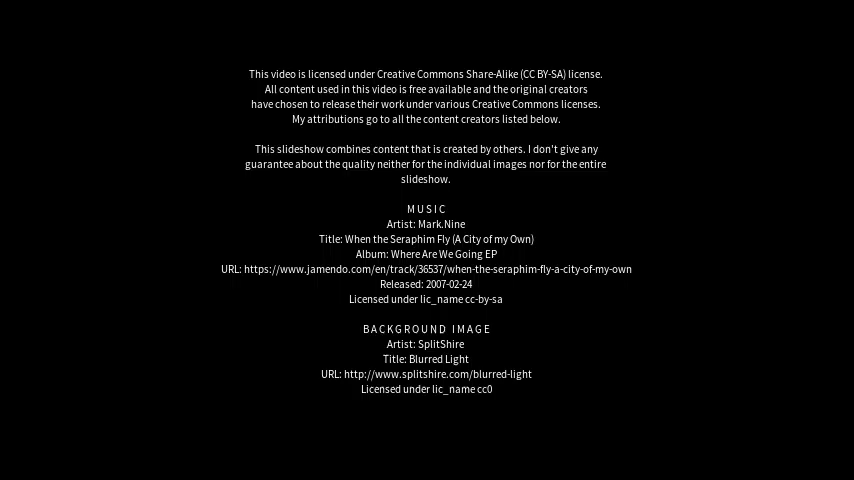 This video is licensed under Creative Commons Share-Alike (CC BY-SA) license.
All content used in this video is free available and the original creators
have chosen to release their work under various Creative Commons licenses.
My attributions go to all the content creators listed below.
This slideshow combines content that is created by others. I don't give any
guarantee about the quality neither for the individual images nor for the entire
slideshow.
MUSIC
Artist: Mark.Nine
Title: When the Seraphim Fly (A City of my Own)
Album: Where Are We Going EP
URL: https://www.jamendo.com/en/track/36537/when-the-seraphim-fly-a-city-of-my-own
Released: 2007-02-24
Licensed under lic_name cc-by-sa
BACKGROUND IMAGE
Artist: SplitShire
Title: Blurred Light
URL: http://www.splitshire.com/blurred-light
Licensed under lic_name cc0